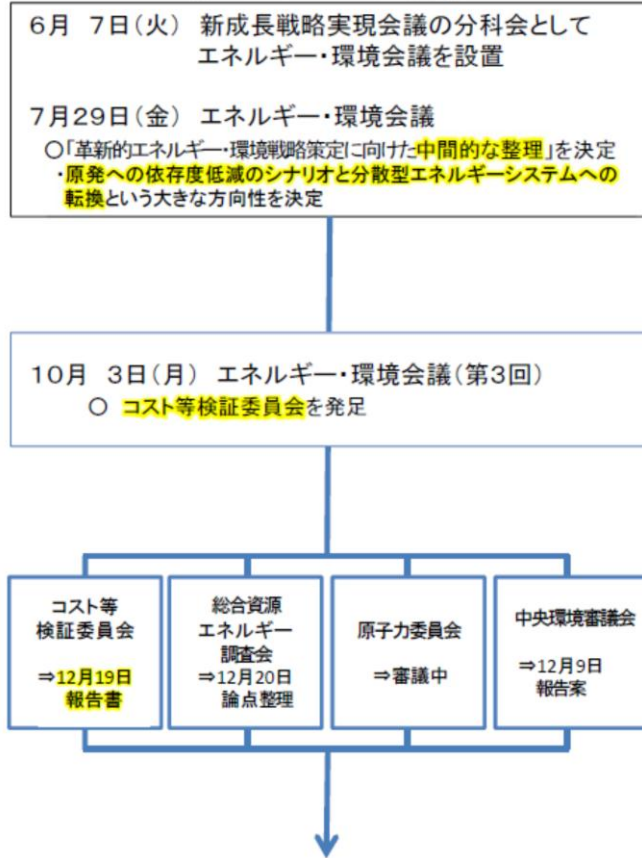 6月 7日(火) 新成長戦略実現会議の分科会として
エネルギー・環境会議を設置
7月29日(金) エネルギー・環境会議
○「革新的エネルギー・環境戦略策定に向けた中間的な整理」を決定
・原発への依存度低減のシナリオと分散型エネルギーシステムへの
転換という大きな方向性を決定
10月 3日(月) エネルギー・環境会議(第3回)
○ コスト等検証委員会を発足
コスト等
検証委員会
⇒12月19日
報告書
総合資源
エネルギー
調査会
⇒12月20日
論点整理
原子力委員会
⇒審議中
中央環境審議会
⇒12月9日
報告案